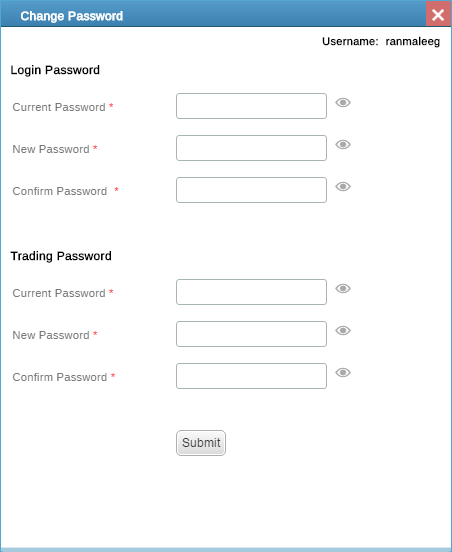 Change Password
Username: ranmaleeg
Login Password
Current Password *
New Password *
Confirm Password *
Trading Password
Current Password *
New Password *
Confirm Password *
Submit